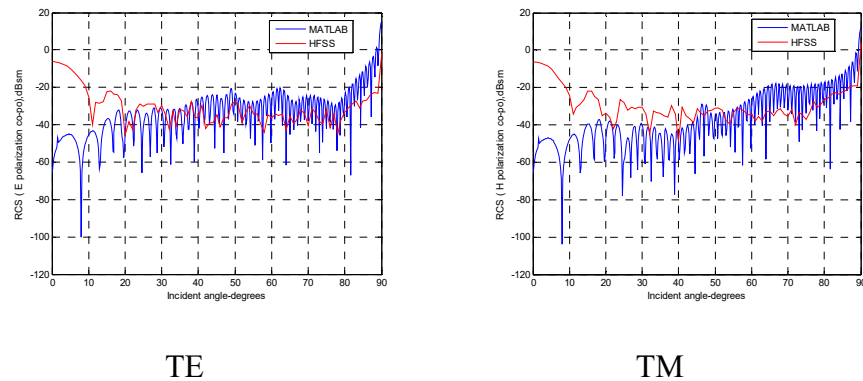 20
0
-20
-40
-60
-80
-100
-120
0 10 20 30 40 50 60 70 80 90
Incident angle-degrees
RCS ( E polarization co-po),dBsm
MATLAB
HFSS
TE
20
0
-20
-40
-60
-80
-100
-120
0 10 20 30 40 50 60 70 80 90
Incident angle-degrees
RCS ( H polarization co-po),dBsm
MATLAB
HFSS
TM